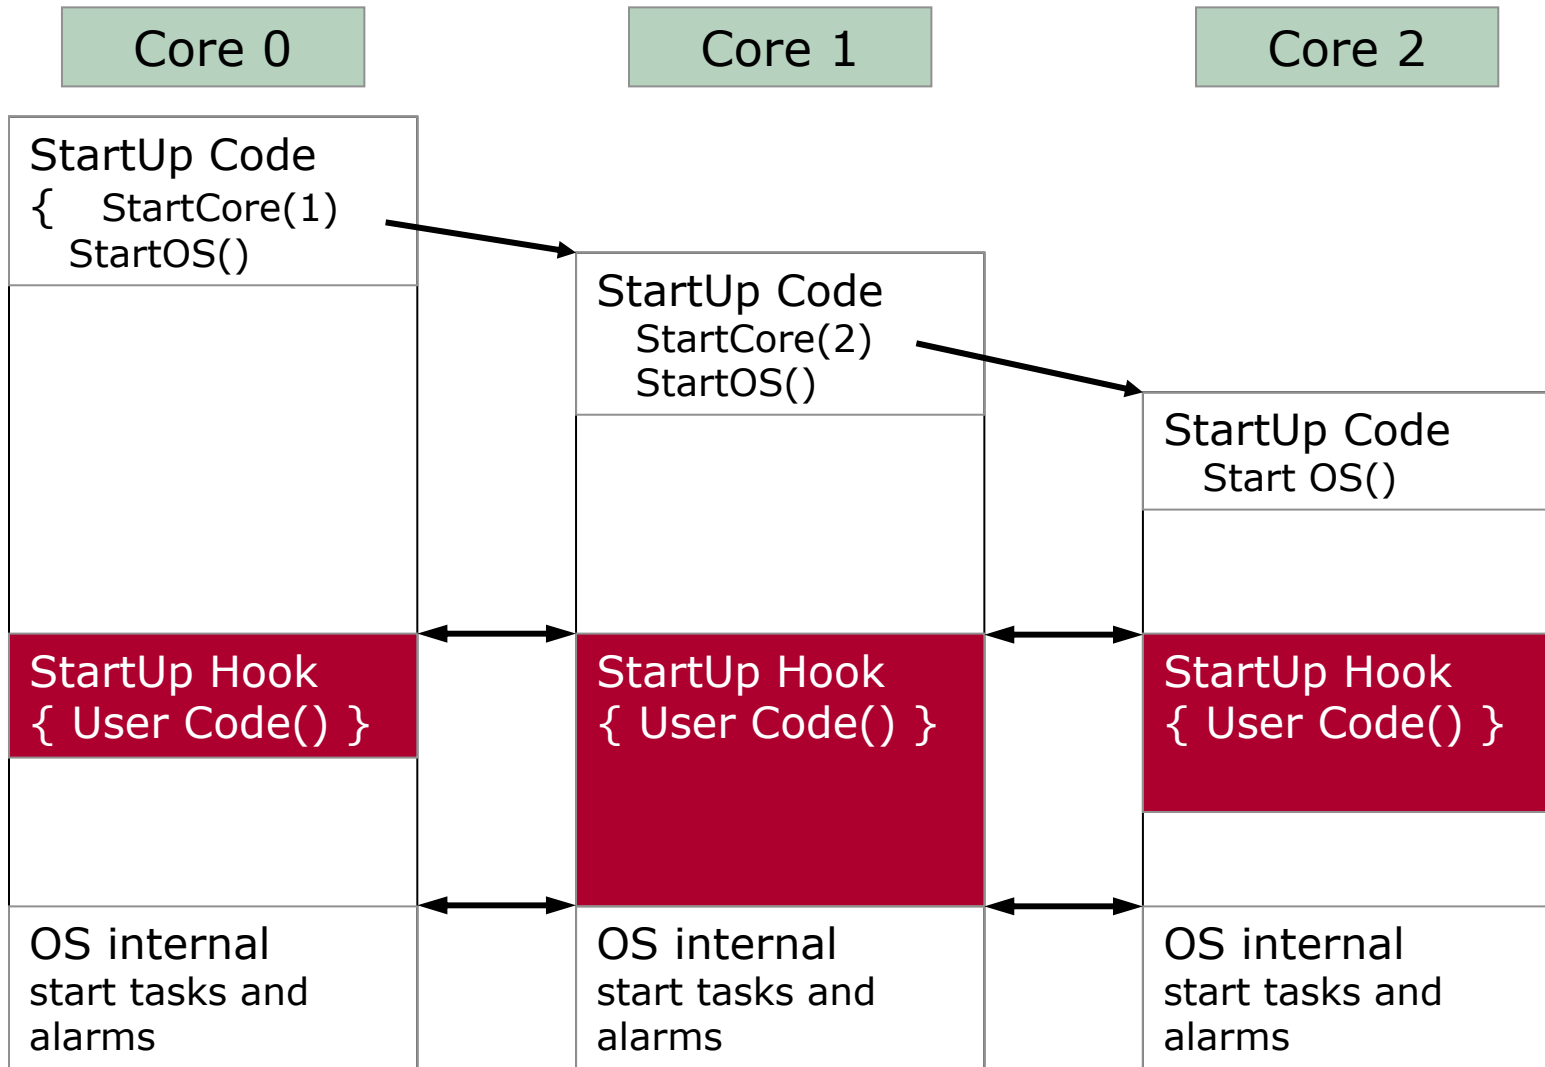 Core 0
Core 1
Core 2
StartUp Code
{ StartCore(1)
StartOS()
StartUp Code
StartCore(2)
StartOS()
StartUp Code
Start OS()
StartUp Hook
{ User Code() }
StartUp Hook
{ User Code() }
StartUp Hook
{ User Code() }
OS internal
start tasks and
alarms
OS internal
start tasks and
alarms
OS internal
start tasks and
alarms